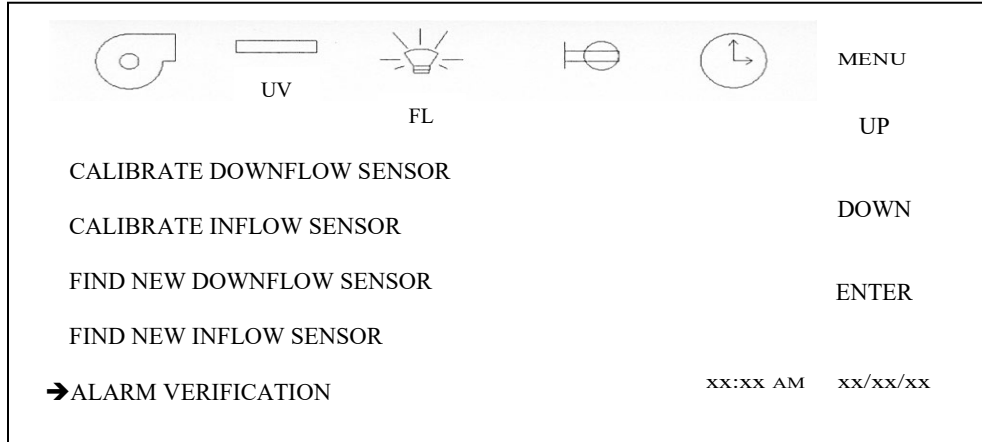 MENU
UV
FL
UP
CALIBRATE DOWNFLOW SENSOR
DOWN
CALIBRATE INFLOW SENSOR
FIND NEW DOWNFLOW SENSOR
ENTER
FIND NEW INFLOW SENSOR
➔ALARM VERIFICATION xx:xx AM xx/xx/xx